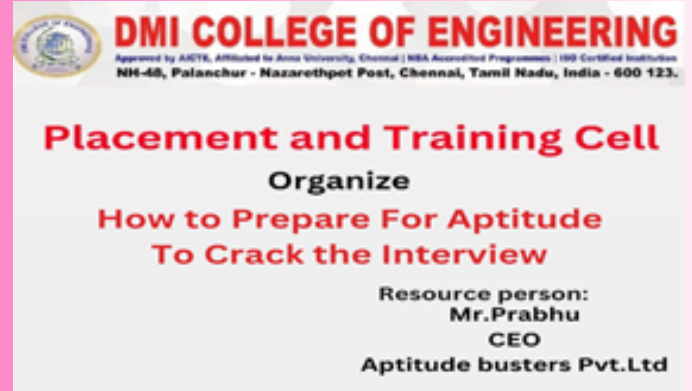 DMI COLLEGE OF ENGINEERING
Approved by AICTE, Affiliated to Anna University, Chennai | NBA Accredited Programmes | ISO Certified Institution
NH-48, Palanchur - Nazarethpet Post, Chennai, Tamil Nadu, India - 600 123.
Placement and Training Cell
Organize
How to Prepare For Aptitude
To Crack the Interview
Resource person:
Mr.Prabhu
CEO
Aptitude busters Pvt.Ltd